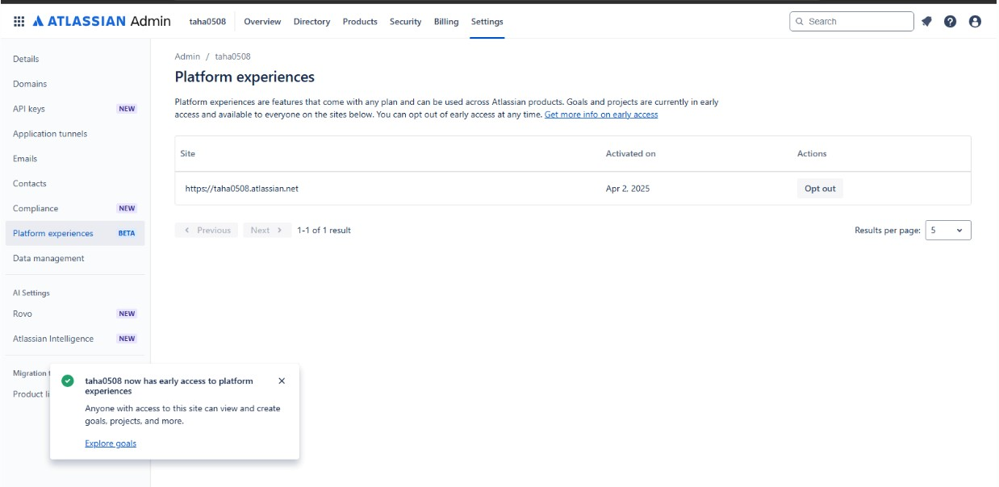 ATLASSIAN Admin
taha0508
Overview
Directory
Products
Security
Billing
Settings
Search
Details
Domains
API keys NEW
Application tunnels
Emails
Contacts
Compliance NEW
Platform experiences BETA
Data management
AI Settings
Rovo NEW
Atlassian Intelligence NEW
Migration
Product li
Admin / taha0508
Platform experiences
Platform experiences are features that come with any plan and can be used across Atlassian products. Goals and projects are currently in early
access and available to everyone on the sites below. You can opt out of early access at any time. Get more info on early access
Site Activated on Actions
https://taha0508.atlassian.net Apr 2, 2025 Opt out
Previous Next 1-1 of 1 result Results per page: 5
taha0508 now has early access to platform
experiences
Anyone with access to this site can view and create
goals, projects, and more.
Explore goals